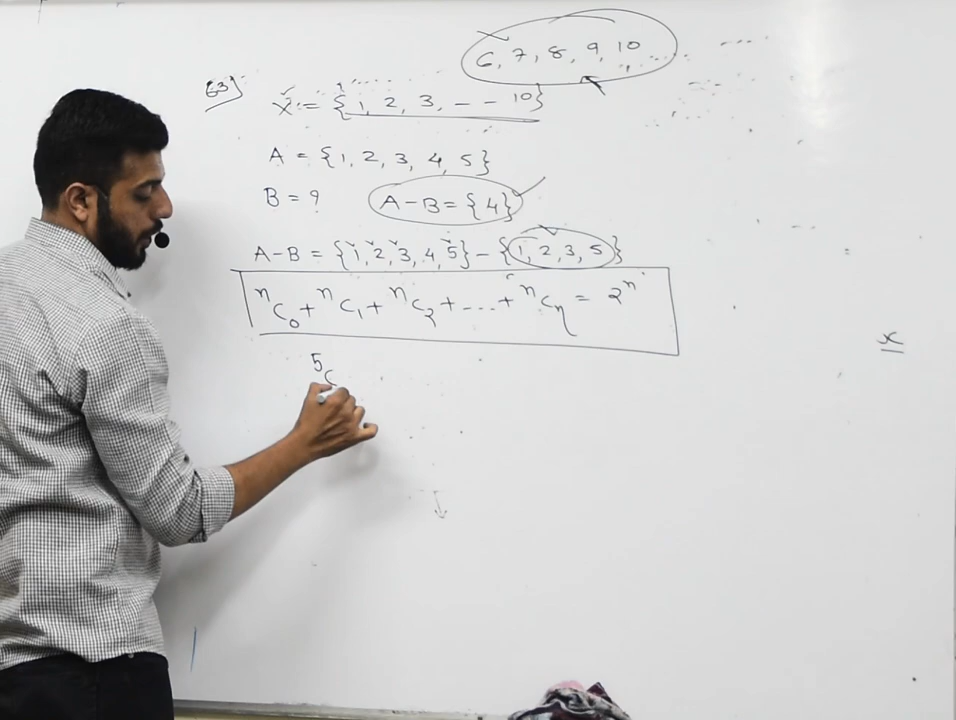 6, 7, 8, 9, 10
63)
X = {1, 2, 3, - - 10}
A = {1, 2, 3, 4, 5}
B = ?
A-B = {4}
A-B = {1, 2, 3, 4, 5} - {1, 2, 3, 5}
ⁿC₀ + ⁿC₁ + ⁿC₂ + .... + ⁿCₙ = 2ⁿ
x
⁵C